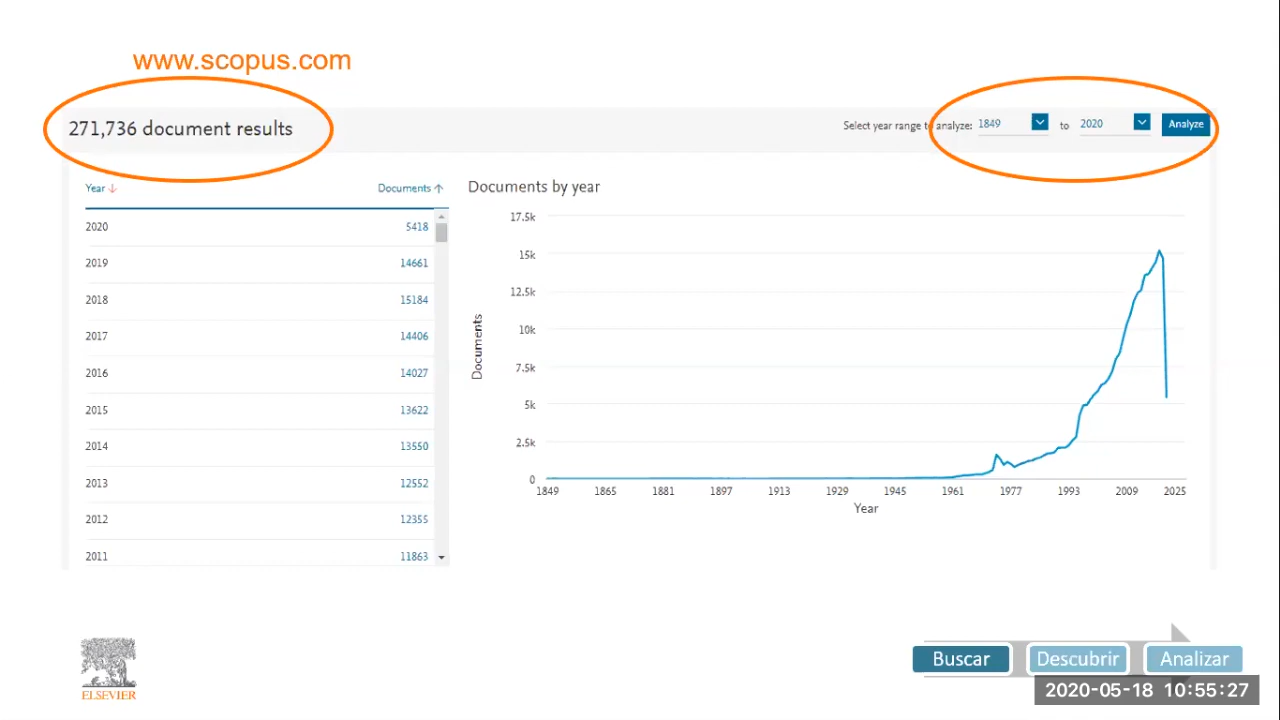 www.scopus.com
271,736 document results
Select year range to analyze: 1849 to 2020 Analyze
Year Documents
2020 5418
2019 14661
2018 15184
2017 14406
2016 14027
2015 13622
2014 13550
2013 12552
2012 12355
2011 11863
Documents by year
17.5k
15k
12.5k
10k
7.5k
5k
2.5k
0
Documents
1849 1865 1881 1897 1913 1929 1945 1961 1977 1993 2009 2025
Year
ELSEVIER
Buscar Descubrir Analizar
2020-05-18 10:55:27